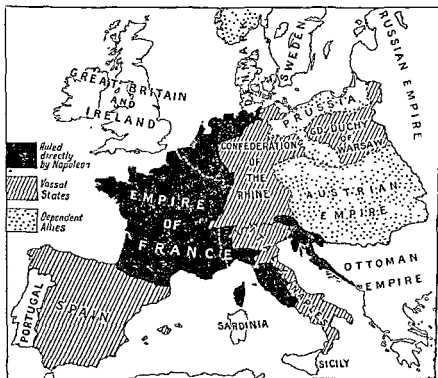 GREAT BRITAIN
AND
IRELAND
DENMARK
SWEDEN
RUSSIAN EMPIRE
PRUSSIA
GD. DUCHY
WARSAW
CONFEDERATION
OF
THE
RHINE
Ruled
directly
by Napoleon
Vassal
States
Dependent
Allies
EMPIRE
OF
FRANCE
AUSTRIAN
EMPIRE
OTTOMAN
EMPIRE
PORTUGAL
SPAIN
NAPLES
SARDINIA
SICILY